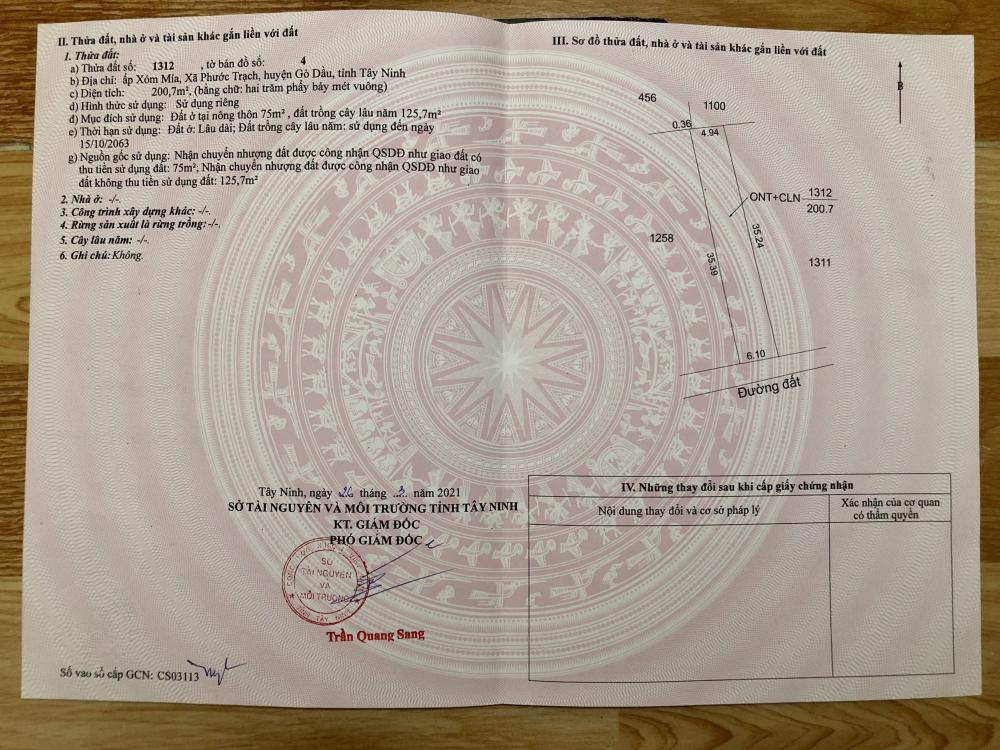 II. Thửa đất, nhà ở và tài sản khác gắn liền với đất
1. Thửa đất:
a) Thửa đất số: 1312 , tờ bản đồ số: 4
b) Địa chỉ: ấp Xóm Mía, Xã Phước Trạch, huyện Gò Dầu, tỉnh Tây Ninh
c) Diện tích: 200,7m², (bằng chữ: hai trăm phẩy bảy mét vuông)
d) Hình thức sử dụng: Sử dụng riêng
đ) Mục đích sử dụng: Đất ở tại nông thôn 75m² , đất trồng cây lâu năm 125,7m²
e) Thời hạn sử dụng: Đất ở: Lâu dài; Đất trồng cây lâu năm: sử dụng đến ngày
15/10/2063
g) Nguồn gốc sử dụng: Nhận chuyển nhượng đất được công nhận QSDĐ như giao đất có
thu tiền sử dụng đất: 75m²; Nhận chuyển nhượng đất được công nhận QSDĐ như giao
đất không thu tiền sử dụng đất: 125,7m²
2. Nhà ở: -/-.
3. Công trình xây dựng khác: -/-.
4. Rừng sản xuất là rừng trồng:-/-.
5. Cây lâu năm: -/-.
6. Ghi chú: Không.
Tây Ninh, ngày 26 tháng 3 năm 2021
SỞ TÀI NGUYÊN VÀ MÔI TRƯỜNG TỈNH TÂY NINH
KT. GIÁM ĐỐC
PHÓ GIÁM ĐỐC
SỞ
TÀI NGUYÊN
VÀ
MÔI TRƯỜNG
TỈNH TÂY NINH
Trần Quang Sang
Số vào sổ cấp GCN: CS03113
III. Sơ đồ thửa đất, nhà ở và tài sản khác gắn liền với đất
B
456
1100
0.36
4.94
ONT+CLN 1312
200.7
1258
35.39
35.24
1311
6.10
Đường đất
IV. Những thay đổi sau khi cấp giấy chứng nhận
Nội dung thay đổi và cơ sở pháp lý
Xác nhận của cơ quan
có thẩm quyền